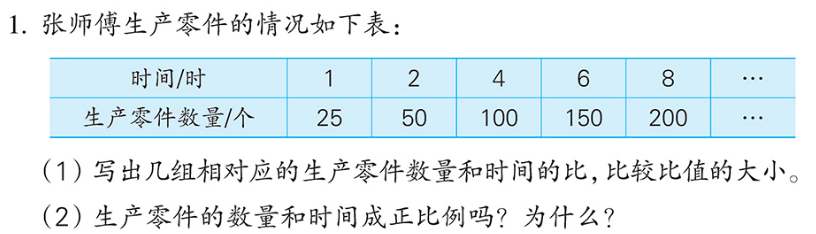 1. 张师傅生产零件的情况如下表：
时间/时 1 2 4 6 8 …
生产零件数量/个 25 50 100 150 200 …
（1）写出几组相对应的生产零件数量和时间的比，比较比值的大小。
（2）生产零件的数量和时间成正比例吗？为什么？